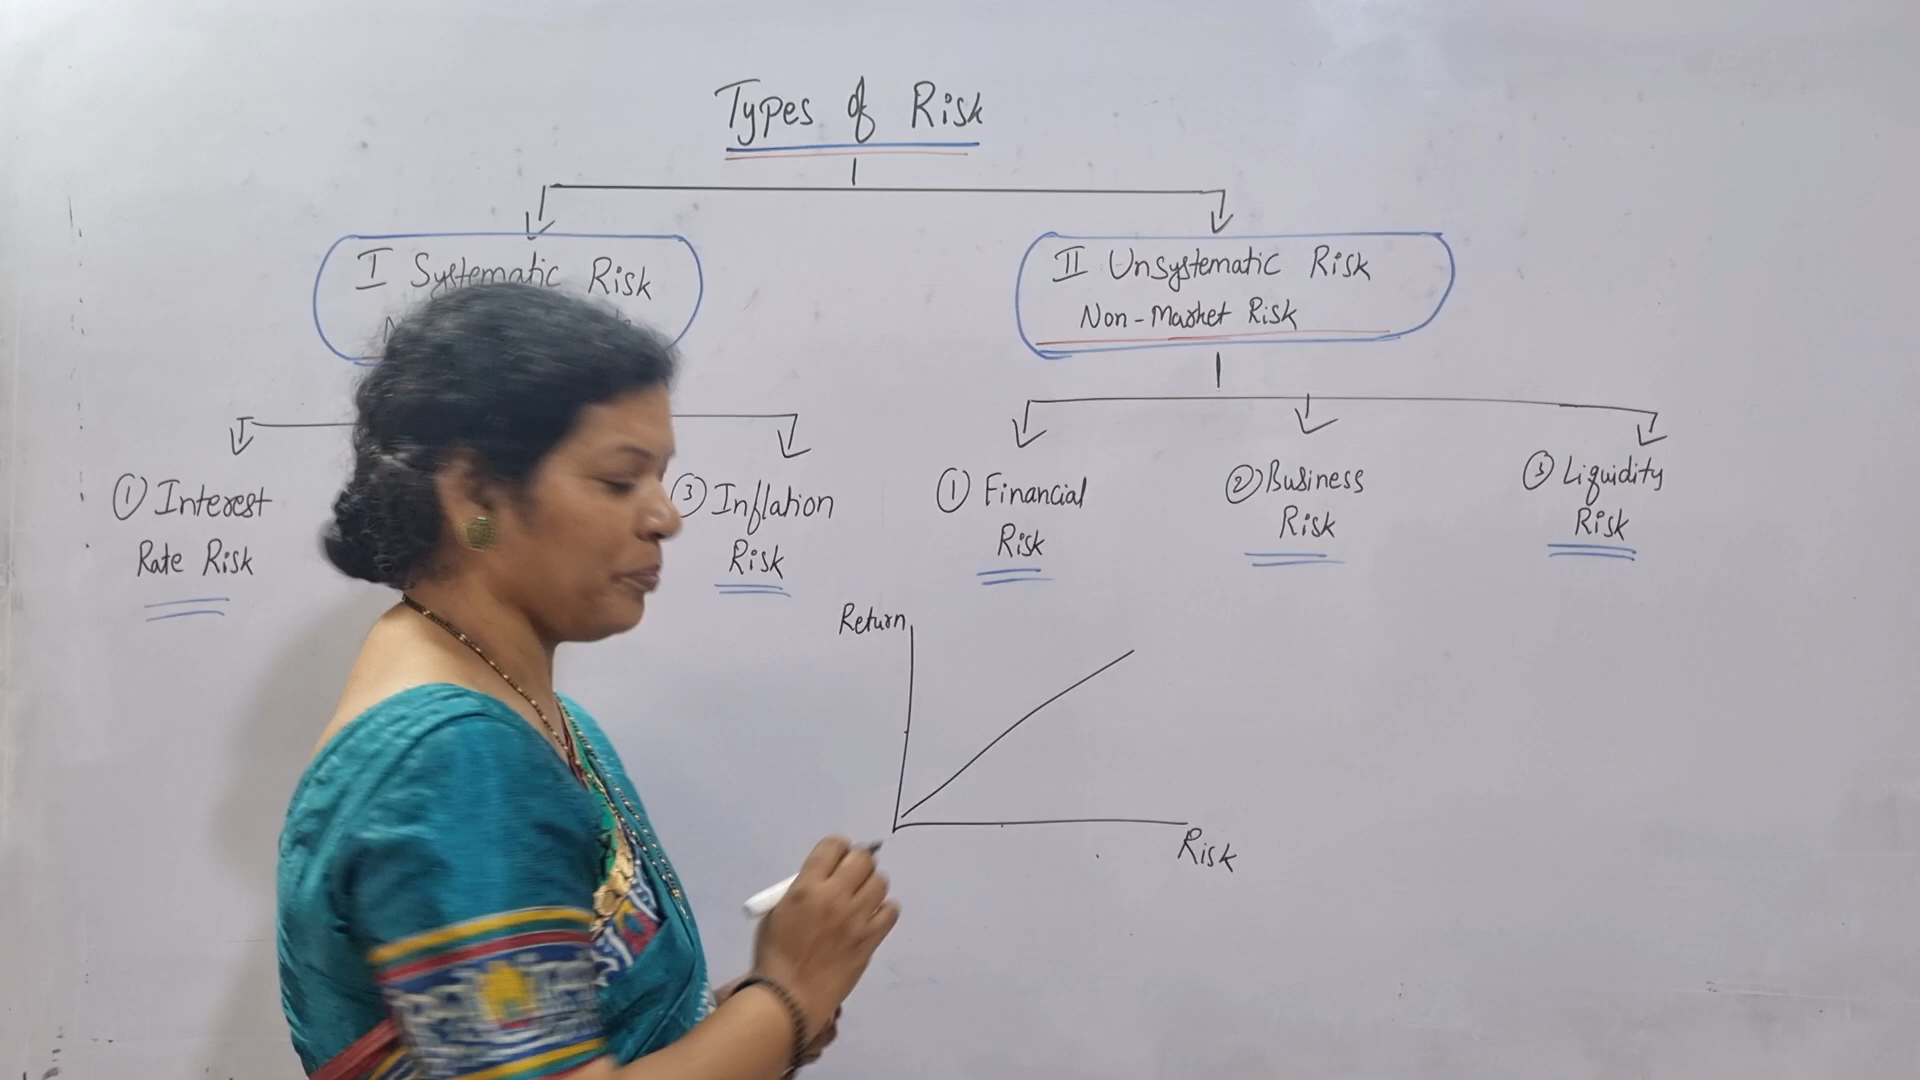 Types of Risk
I Systematic Risk
II Unsystematic Risk
Non-Market Risk
① Interest
Rate Risk
③ Inflation
Risk
① Financial
Risk
② Business
Risk
③ Liquidity
Risk
Return
Risk